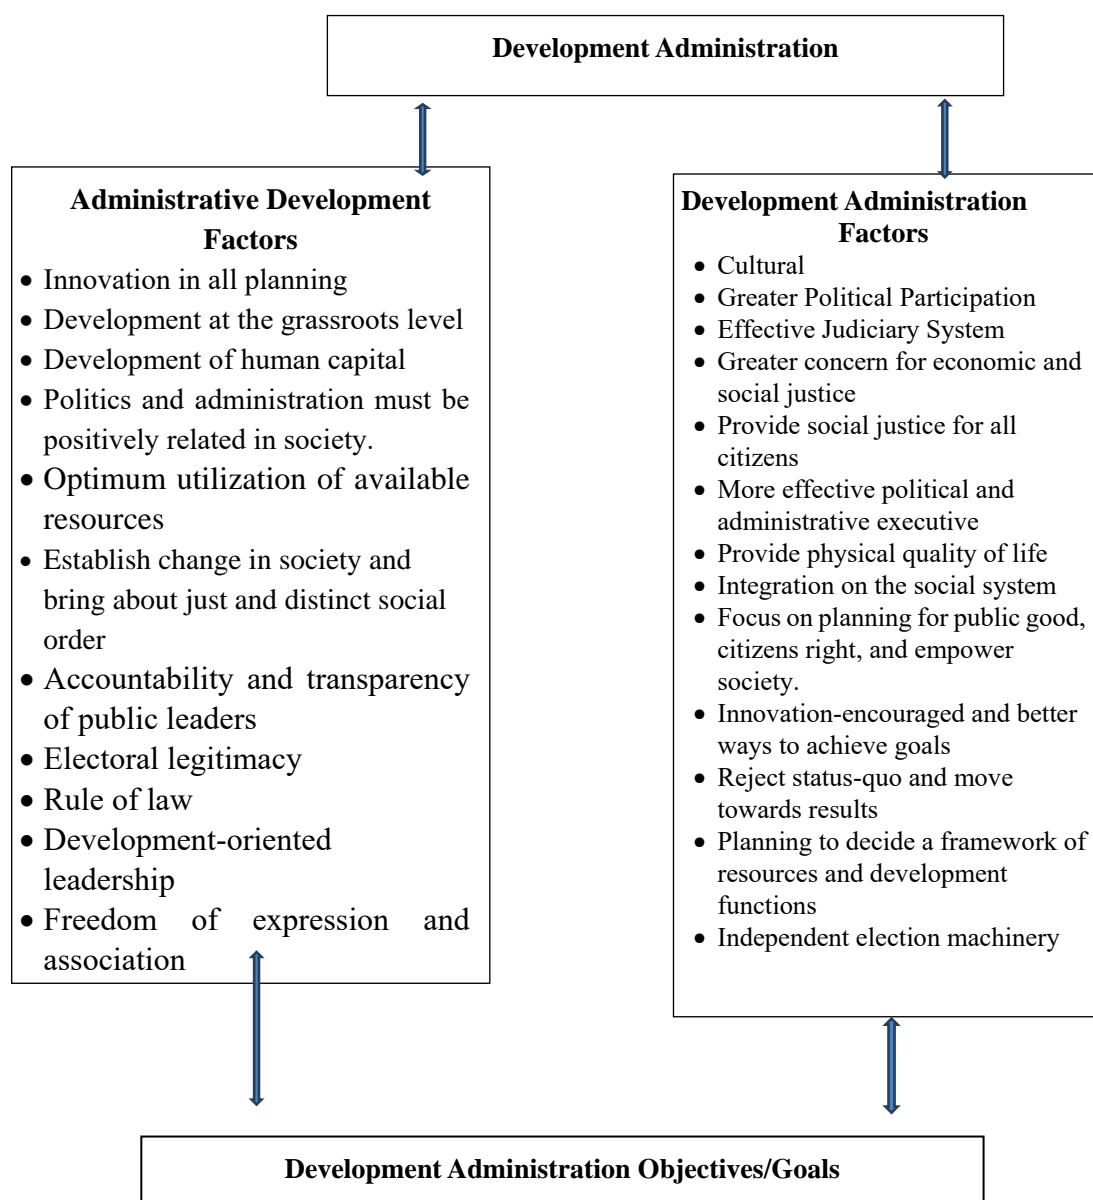 Development Administration
Administrative Development
Factors
• Innovation in all planning
• Development at the grassroots level
• Development of human capital
• Politics and administration must be
positively related in society.
• Optimum utilization of available
resources
• Establish change in society and
bring about just and distinct social
order
• Accountability and transparency
of public leaders
• Electoral legitimacy
• Rule of law
• Development-oriented
leadership
• Freedom of expression and
association
Development Administration
Factors
• Cultural
• Greater Political Participation
• Effective Judiciary System
• Greater concern for economic and
social justice
• Provide social justice for all
citizens
• More effective political and
administrative executive
• Provide physical quality of life
• Integration on the social system
• Focus on planning for public good,
citizens right, and empower
society.
• Innovation-encouraged and better
ways to achieve goals
• Reject status-quo and move
towards results
• Planning to decide a framework of
resources and development
functions
• Independent election machinery
Development Administration Objectives/Goals